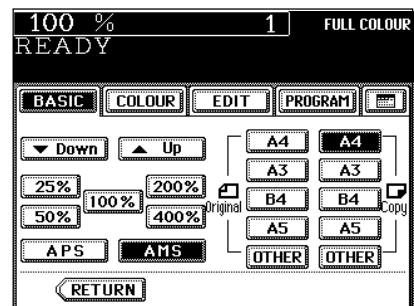 100 % 1 FULL COLOUR
READY
BASIC COLOUR EDIT PROGRAM
Down Up A4 A4
A3 A3
25% 100% 200% Original B4 B4 Copy
50% 400% A5 A5
APS AMS OTHER OTHER
RETURN